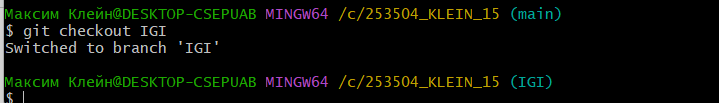 Максим Клейн@DESKTOP-CSEPUAB MINGW64 /c/253504_KLEIN_15 (main)
$ git checkout IGI
Switched to branch 'IGI'
Максим Клейн@DESKTOP-CSEPUAB MINGW64 /c/253504_KLEIN_15 (IGI)
$